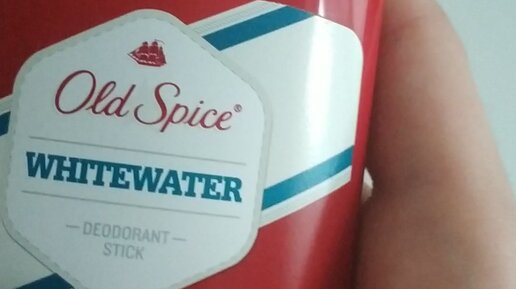 Old Spice®
WHITEWATER
— DEODORANT —
STICK